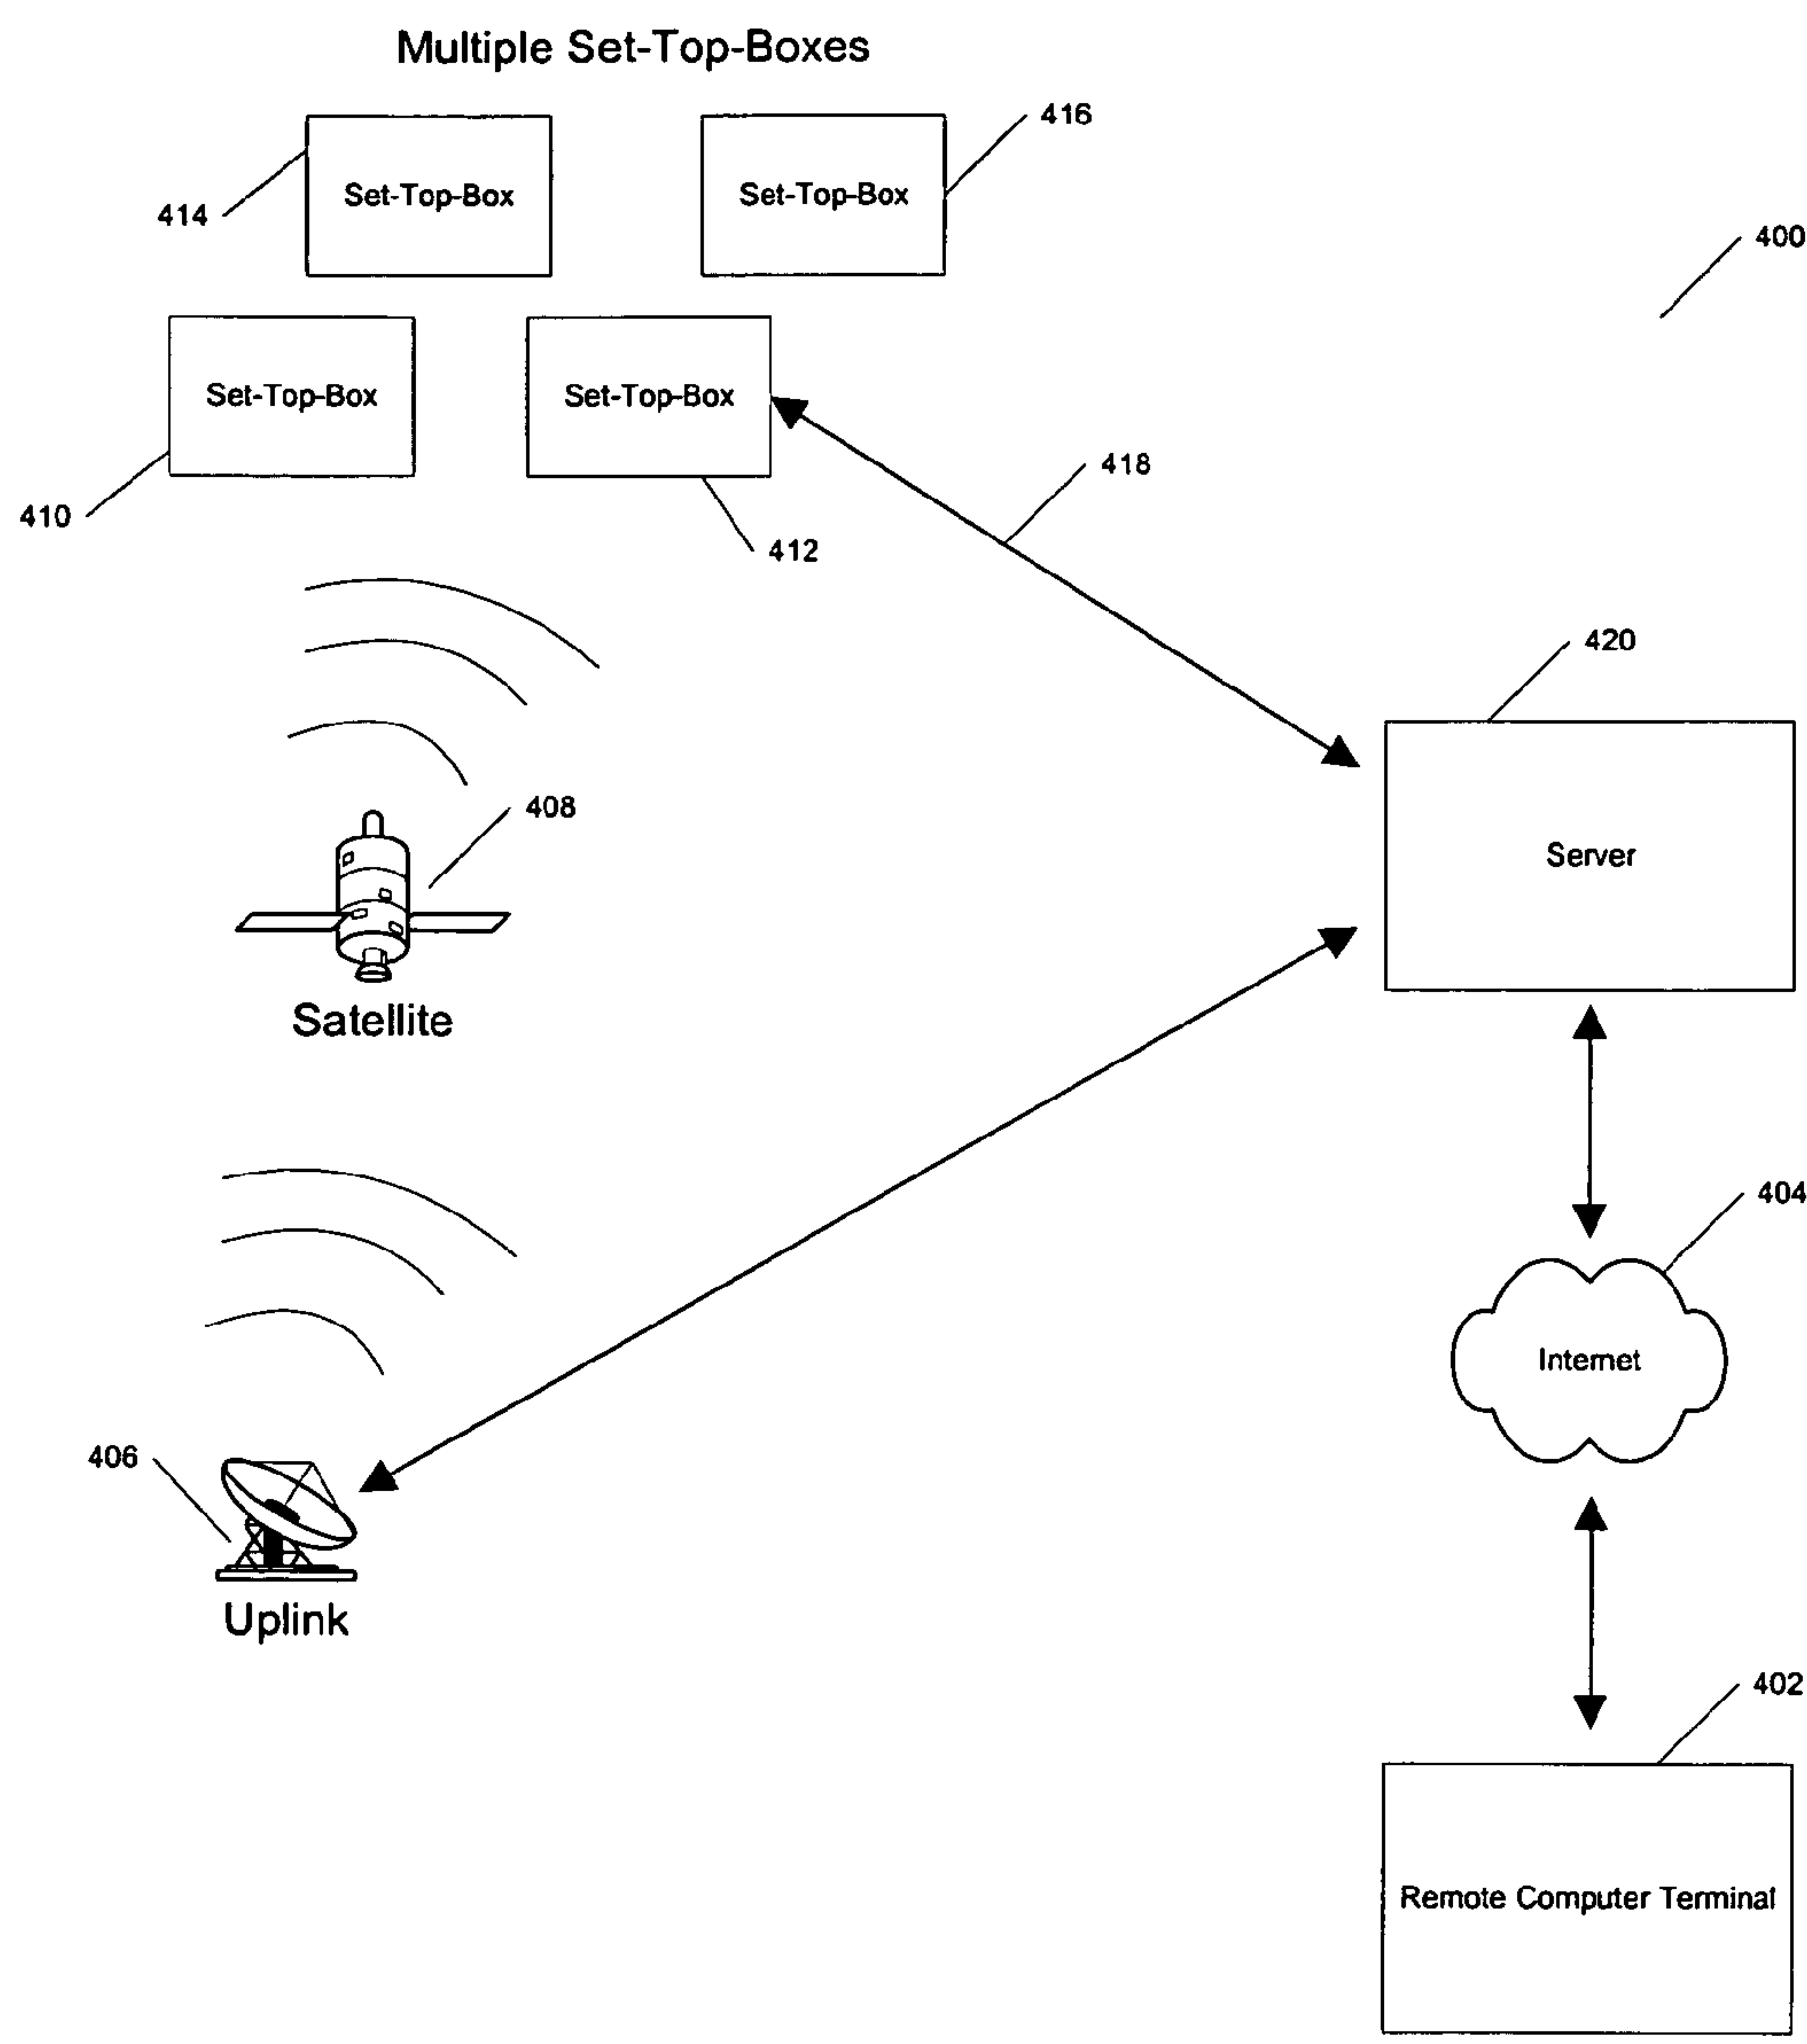 Multiple Set-Top-Boxes
416
Set-Top-Box
Set-Top-Box
414
400
Set-Top-Box
Set-Top-Box
418
410
412
420
408
Server
Satellite
404
Internet
406
Uplink
402
Remote Computer Terminal